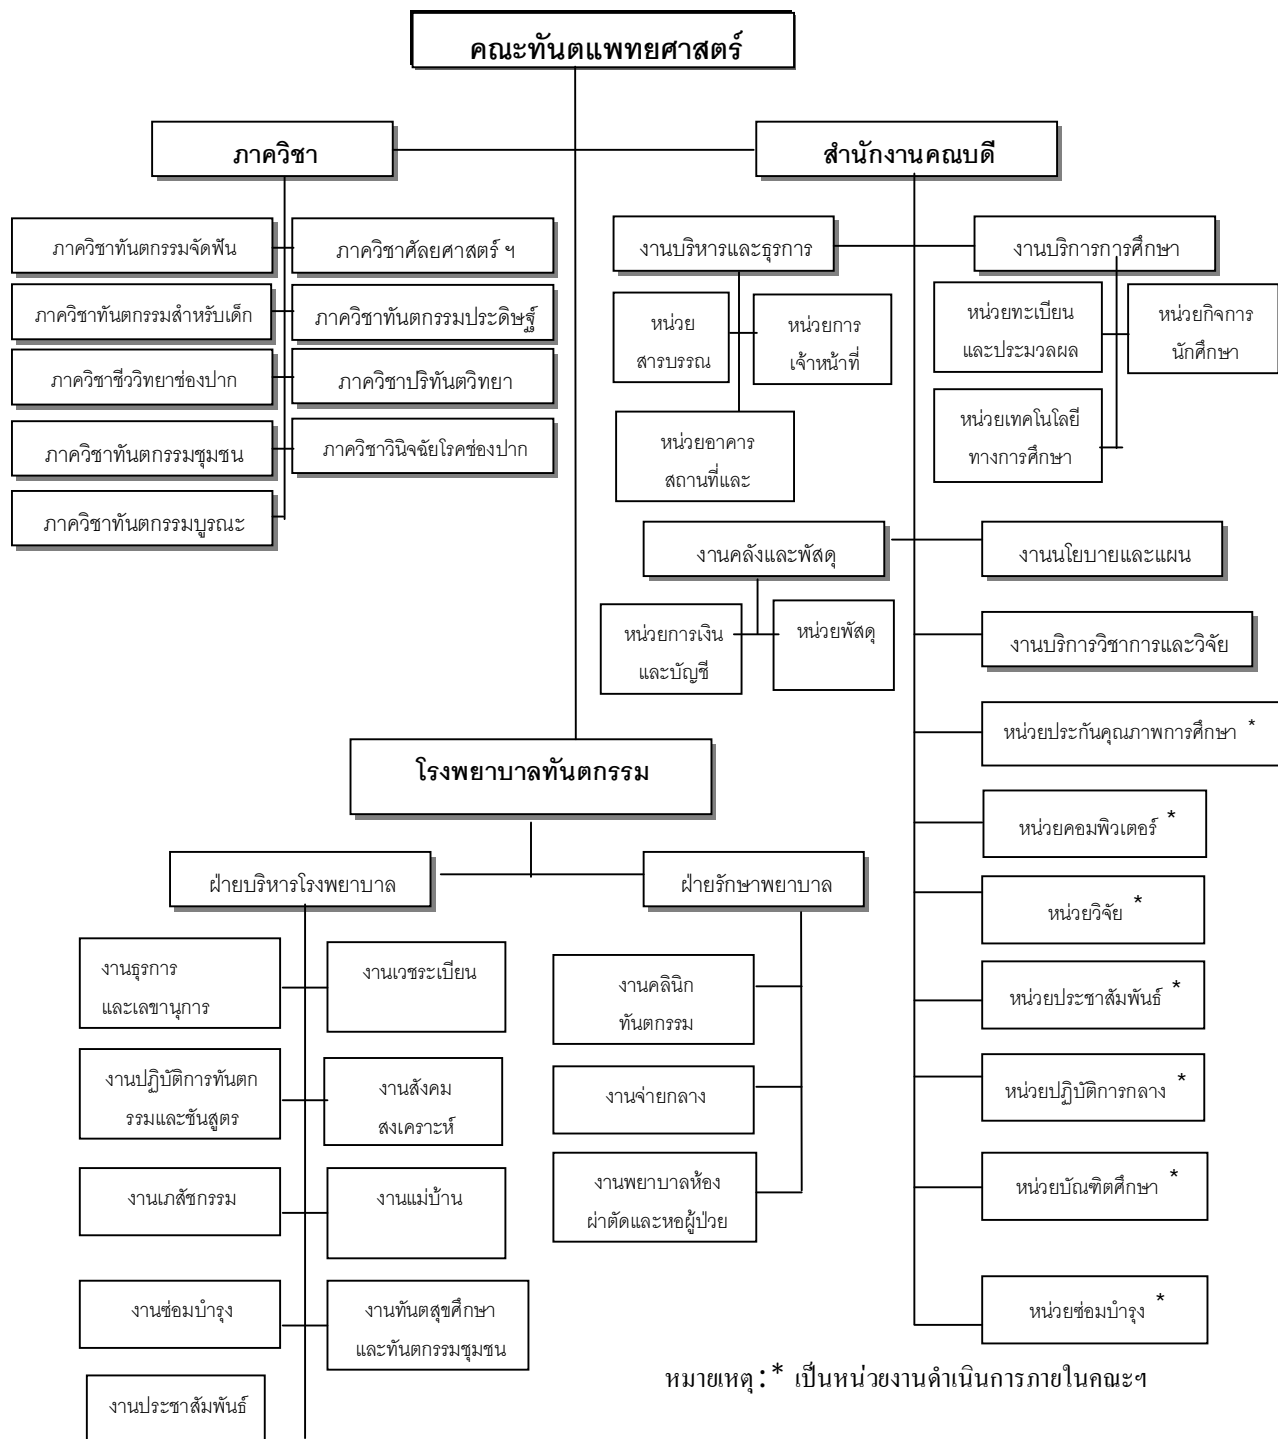 คณะทันตแพทยศาสตร์
ภาควิชา
สำนักงานคณบดี
ภาควิชาทันตกรรมจัดฟัน
ภาควิชาศัลยศาสตร์ ฯ
ภาควิชาทันตกรรมสำหรับเด็ก
ภาควิชาทันตกรรมประดิษฐ์
ภาควิชาชีววิทยาช่องปาก
ภาควิชาปริทันตวิทยา
ภาควิชาทันตกรรมชุมชน
ภาควิชาวินิจฉัยโรคช่องปาก
ภาควิชาทันตกรรมบูรณะ
งานบริหารและธุรการ
งานบริการการศึกษา
หน่วย
สารบรรณ
หน่วยการ
เจ้าหน้าที่
หน่วยอาคาร
สถานที่และ
หน่วยทะเบียน
และประมวลผล
หน่วยกิจการ
นักศึกษา
หน่วยเทคโนโลยี
ทางการศึกษา
งานคลังและพัสดุ
งานนโยบายและแผน
หน่วยการเงิน
และบัญชี
หน่วยพัสดุ
งานบริการวิชาการและวิจัย
หน่วยประกันคุณภาพการศึกษา *
หน่วยคอมพิวเตอร์ *
หน่วยวิจัย *
หน่วยประชาสัมพันธ์ *
หน่วยปฏิบัติการกลาง *
หน่วยบัณฑิตศึกษา *
หน่วยซ่อมบำรุง *
โรงพยาบาลทันตกรรม
ฝ่ายบริหารโรงพยาบาล
ฝ่ายรักษาพยาบาล
งานธุรการ
และเลขานุการ
งานเวชระเบียน
งานปฏิบัติการทันตก
รรมและชันสูตร
งานสังคม
สงเคราะห์
งานเภสัชกรรม
งานแม่บ้าน
งานซ่อมบำรุง
งานทันตสุขศึกษา
และทันตกรรมชุมชน
งานประชาสัมพันธ์
งานคลินิก
ทันตกรรม
งานจ่ายกลาง
งานพยาบาลห้อง
ผ่าตัดและหอผู้ป่วย
หมายเหตุ:* เป็นหน่วยงานดำเนินการภายในคณะฯ